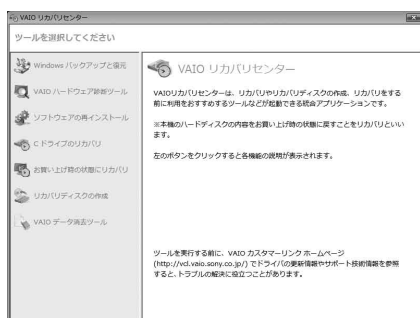 VAIO リカバリセンター
ツールを選択してください
Windows バックアップと復元
VAIO ハードウェア診断ツール
ソフトウェアの再インストール
C ドライブのリカバリ
お買い上げ時の状態にリカバリ
リカバリディスクの作成
VAIO データ消去ツール
VAIO リカバリセンター
VAIOリカバリセンターは、リカバリやリカバリディスクの作成、リカバリをする
前に利用をおすすめするツールなどが起動できる統合アプリケーションです。
※本機のハードディスクの内容をお買い上げ時の状態に戻すことをリカバリといい
ます。
左のボタンをクリックすると各機能の説明が表示されます。
ツールを実行する前に、VAIO カスタマーリンク ホームページ
(http://vcl.vaio.sony.co.jp/) でドライバの更新情報やサポート技術情報を参照
すると、トラブルの解決に役立つことがあります。